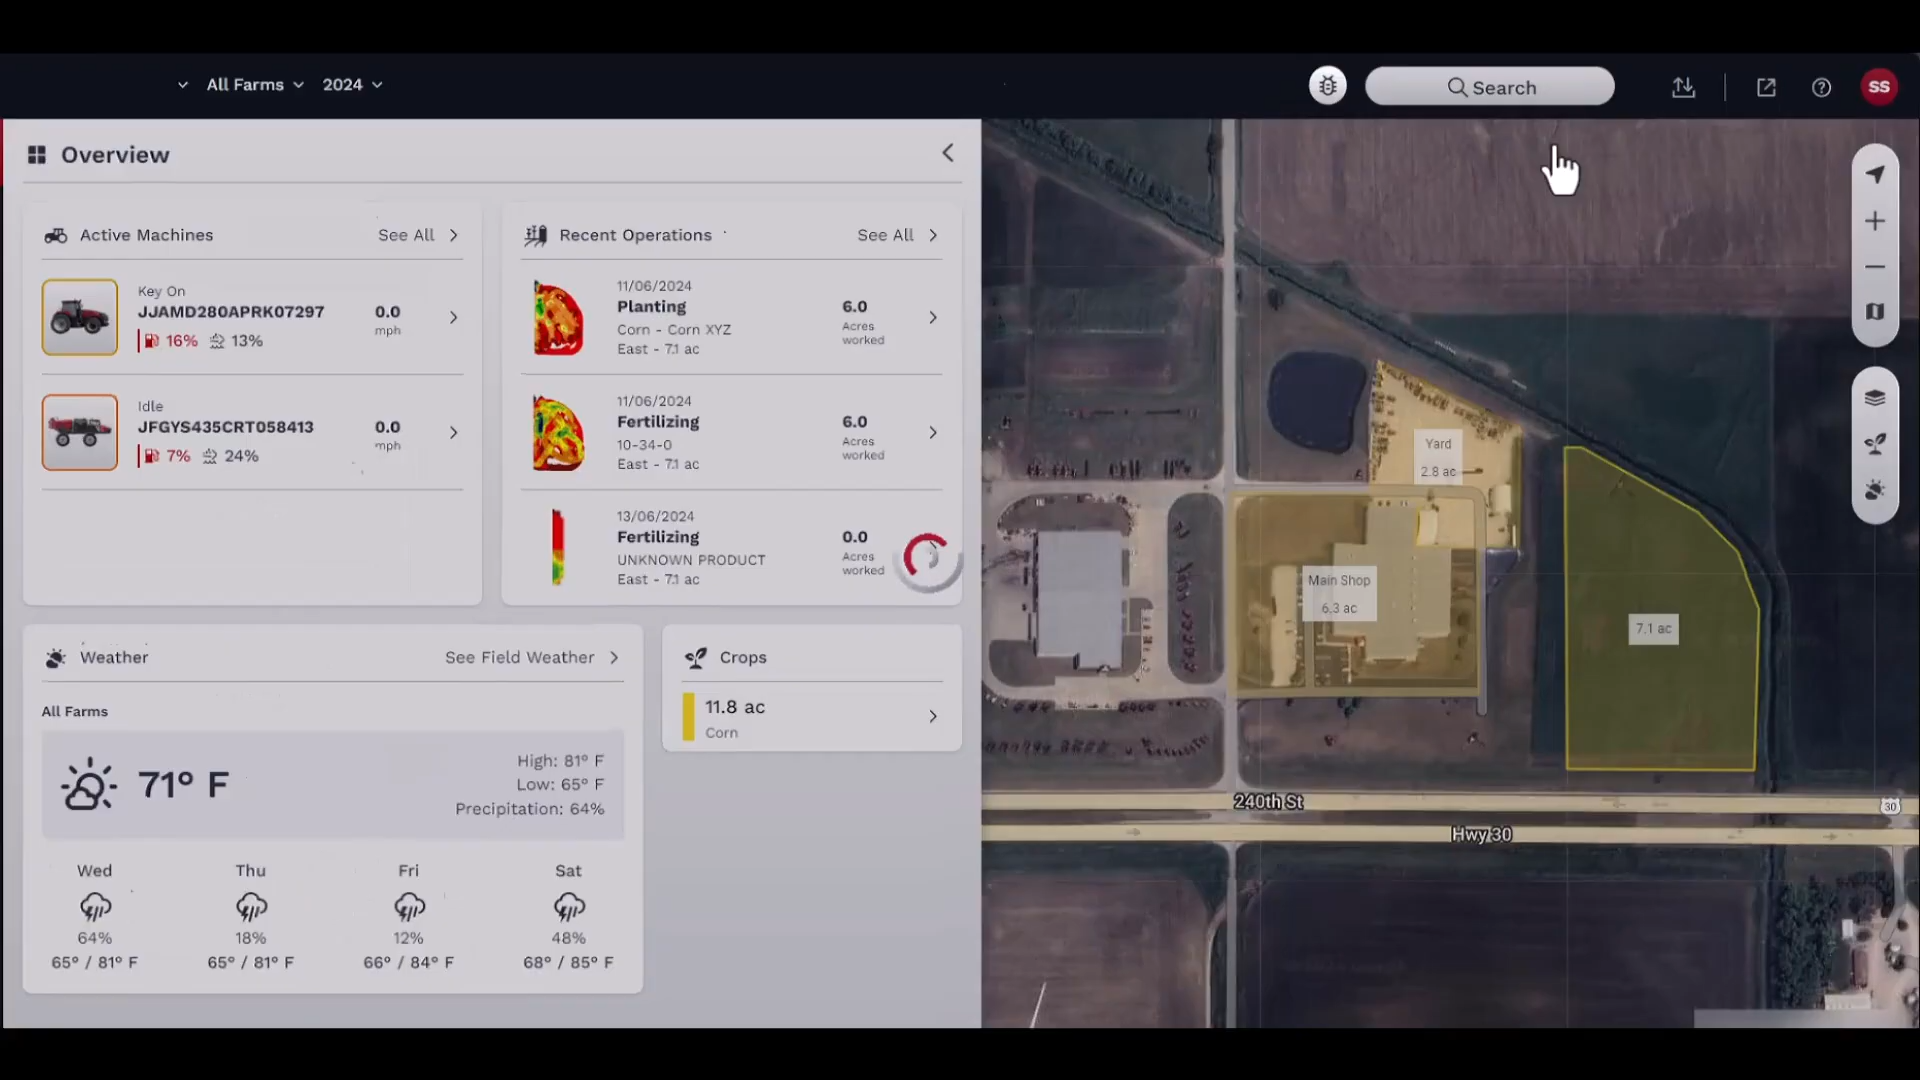 All Farms
2024
Search
SS
Overview
Active Machines
See All
Key On
JJAMD280APRK07297
16% 13%
0.0
mph
Idle
JFGYS435CRT058413
7% 24%
0.0
mph
Recent Operations
See All
11/06/2024
Planting
Corn - Corn XYZ
East - 7.1 ac
6.0
Acres
worked
11/06/2024
Fertilizing
10-34-0
East - 7.1 ac
6.0
Acres
worked
13/06/2024
Fertilizing
UNKNOWN PRODUCT
East - 7.1 ac
0.0
Acres
worked
Weather
See Field Weather
All Farms
71° F
High: 81° F
Low: 65° F
Precipitation: 64%
Wed
64%
65° / 81° F
Thu
18%
65° / 81° F
Fri
12%
66° / 84° F
Sat
48%
68° / 85° F
Crops
11.8 ac
Corn
Yard
2.8 ac
Main Shop
6.3 ac
7.1 ac
240th St
30
Hwy 30